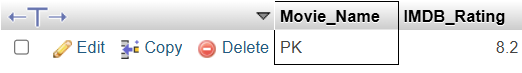 Movie_Name IMDB_Rating
Edit Copy Delete PK 8.2